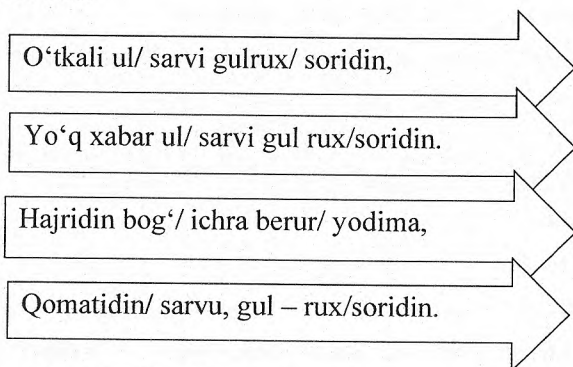 O‘tkali ul/ sarvi gulrux/ soridin,
Yo‘q xabar ul/ sarvi gul rux/soridin.
Hajridin bog‘/ ichra berur/ yodima,
Qomatidin/ sarvu, gul – rux/soridin.